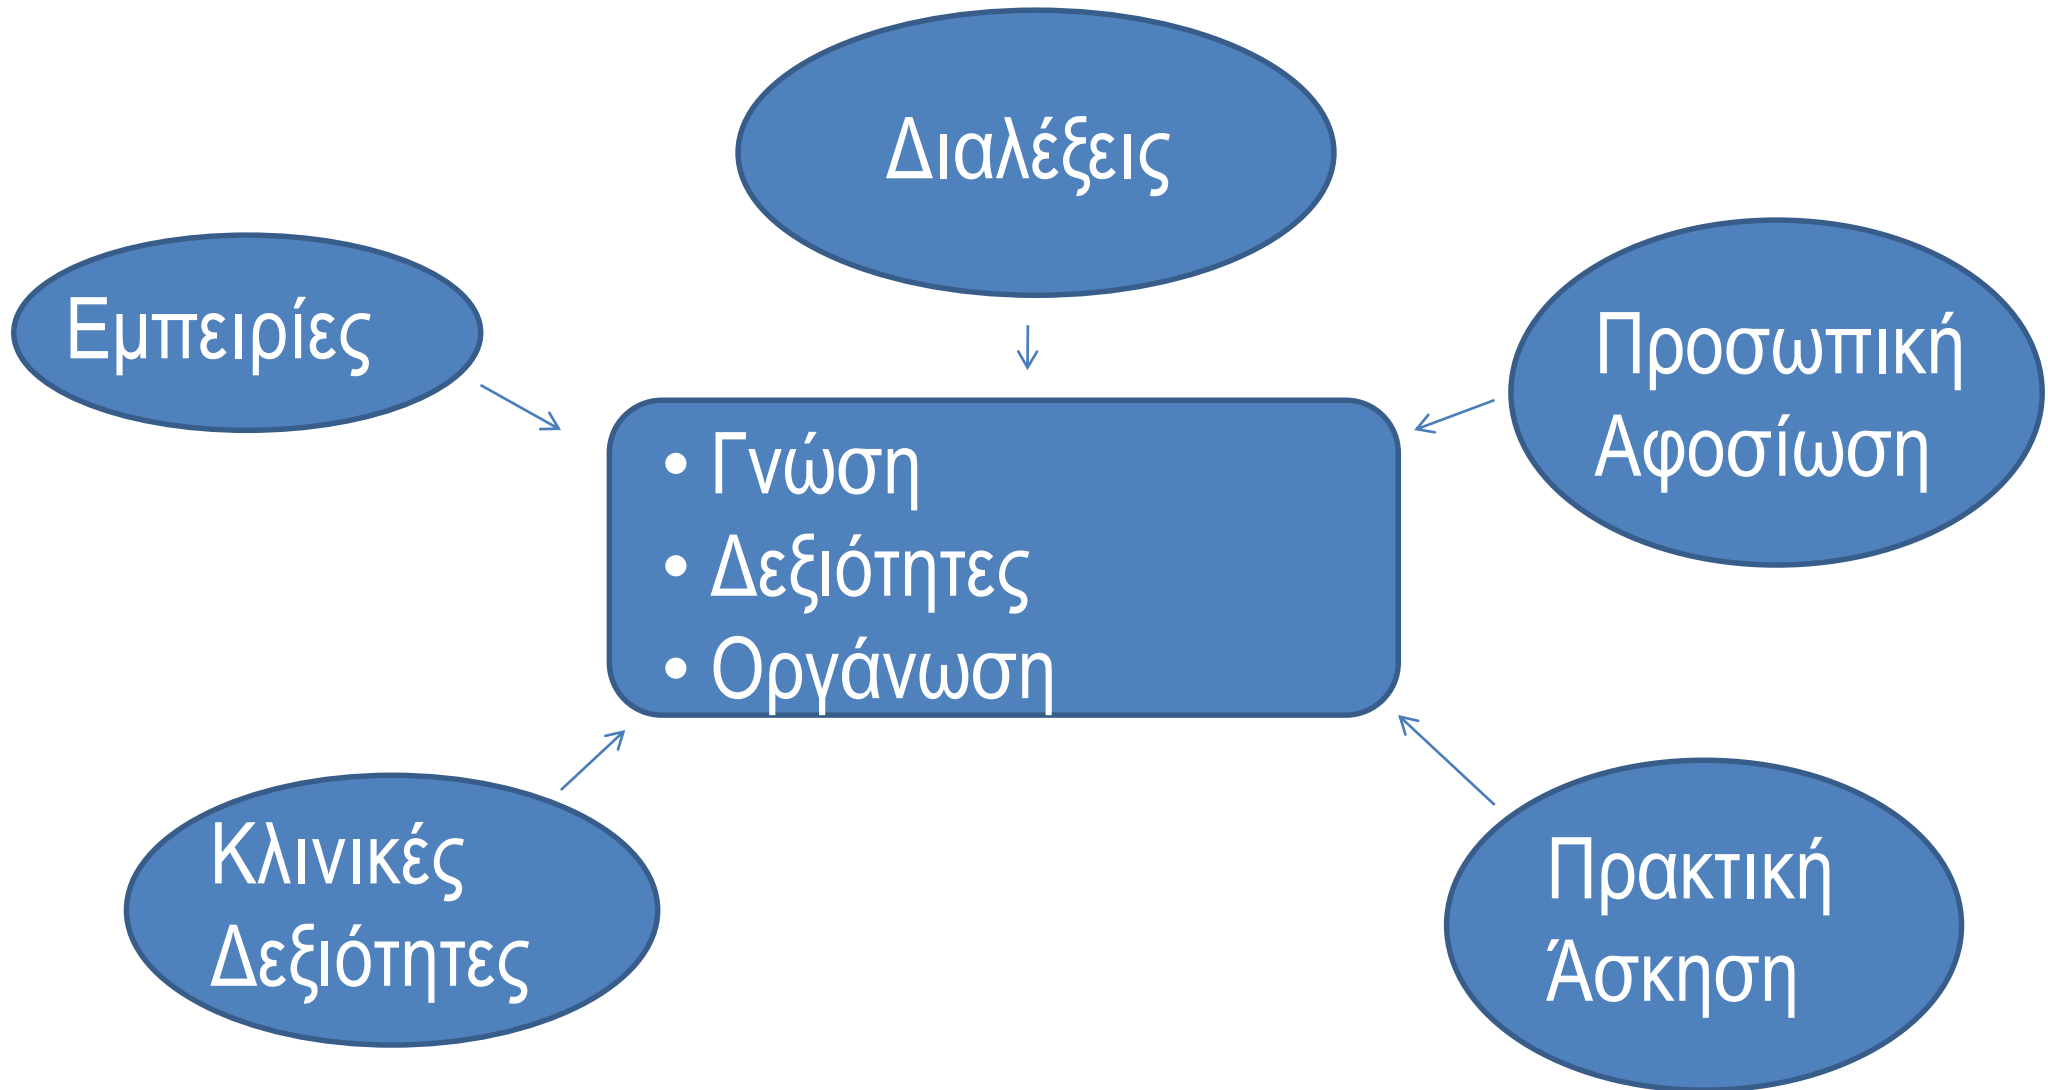 Διαλέξεις
Εμπειρίες
Προσωπική
Αφοσίωση
• Γνώση
• Δεξιότητες
• Οργάνωση
Κλινικές
Δεξιότητες
Πρακτική
Άσκηση